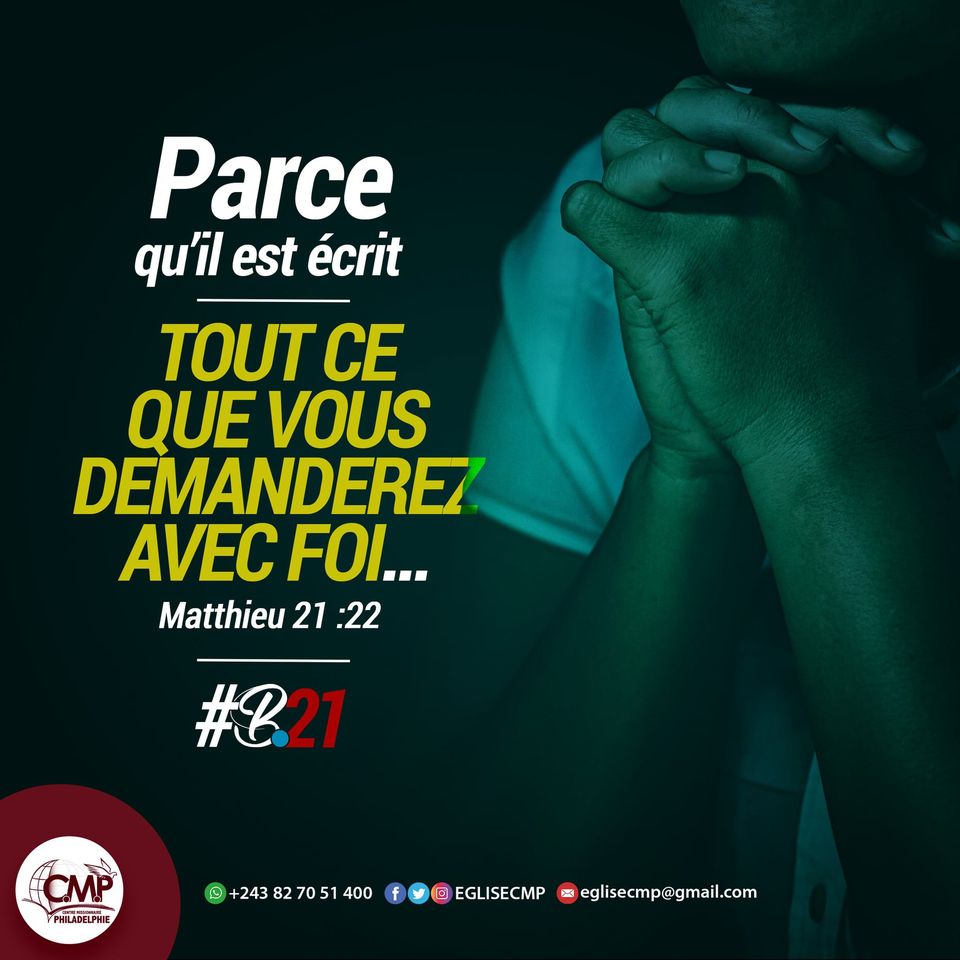 Parce
qu'il est écrit
TOUT CE
QUE VOUS
DEMANDEREZ
AVEC FOI...
Matthieu 21 :22
#B.21
C.M.P
CENTRE MISSIONNAIRE
PHILADELPHIE
+243 82 70 51 400 EGLISECMP eglisecmp@gmail.com